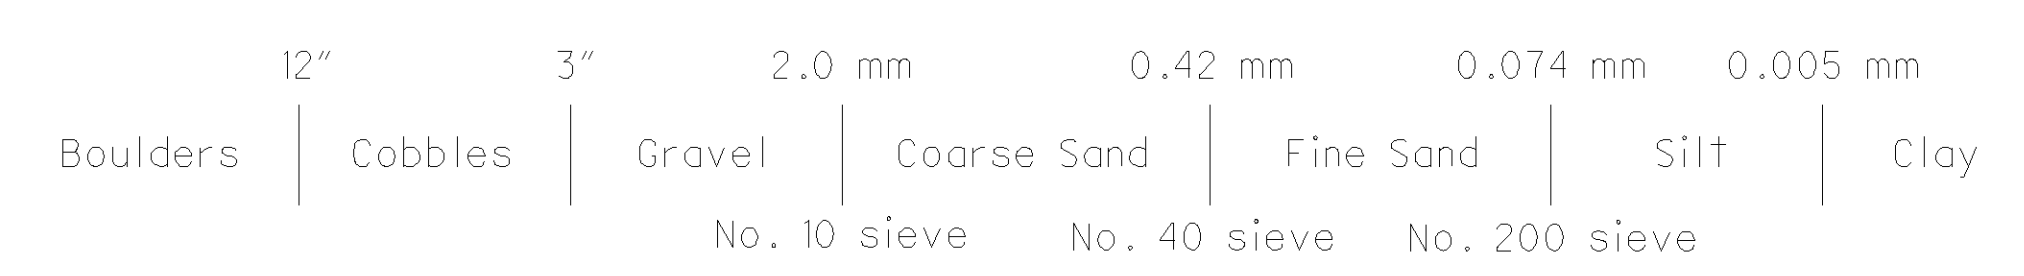 12″ 3″ 2.0 mm 0.42 mm 0.074 mm 0.005 mm
Boulders Cobbles Gravel Coarse Sand Fine Sand Silt Clay
No. 10 sieve No. 40 sieve No. 200 sieve